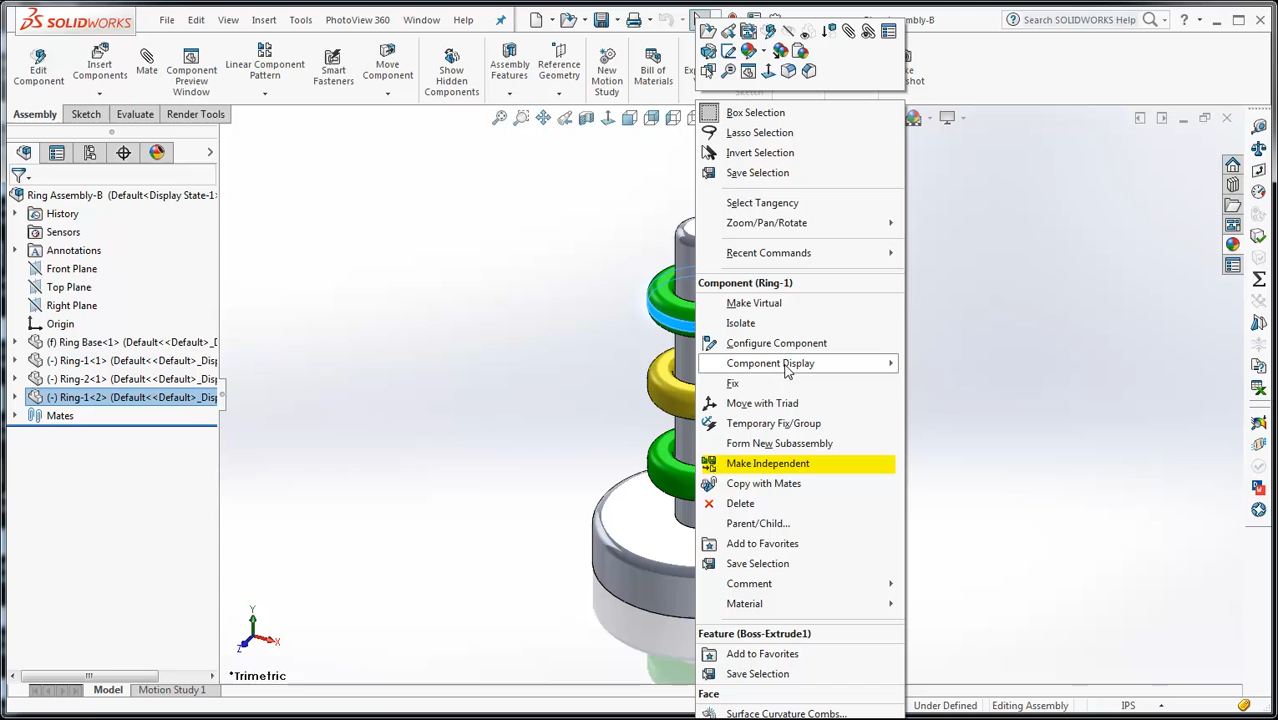 SOLIDWORKS
File
Edit
View
Insert
Tools
PhotoView 360
Window
Help
Assembly-B
Search SOLIDWORKS Help
?
Edit
Component
Insert
Components
Mate
Component
Preview
Window
Linear Component
Pattern
Smart
Fasteners
Move
Component
Show
Hidden
Components
Assembly
Features
Reference
Geometry
New
Motion
Study
Bill of
Materials
Assembly
Sketch
Evaluate
Render Tools
Ring Assembly-B (Default<Display State-1>
History
Sensors
Annotations
Front Plane
Top Plane
Right Plane
Origin
(f) Ring Base<1> (Default<<Default>_Disp
(-) Ring-1<1> (Default<<Default>_Disp
(-) Ring-2<1> (Default<<Default>_Disp
(-) Ring-1<2> (Default<<Default>_Disp
Mates
Box Selection
Lasso Selection
Invert Selection
Save Selection
Select Tangency
Zoom/Pan/Rotate
Recent Commands
Component (Ring-1)
Make Virtual
Isolate
Configure Component
Component Display
Fix
Move with Triad
Temporary Fix/Group
Form New Subassembly
Make Independent
Copy with Mates
Delete
Parent/Child...
Add to Favorites
Save Selection
Comment
Material
Feature (Boss-Extrude1)
Add to Favorites
Save Selection
Face
Surface Curvature Combs...
Y
X
Z
*Trimetric
Model
Motion Study 1
Under Defined
Editing Assembly
IPS